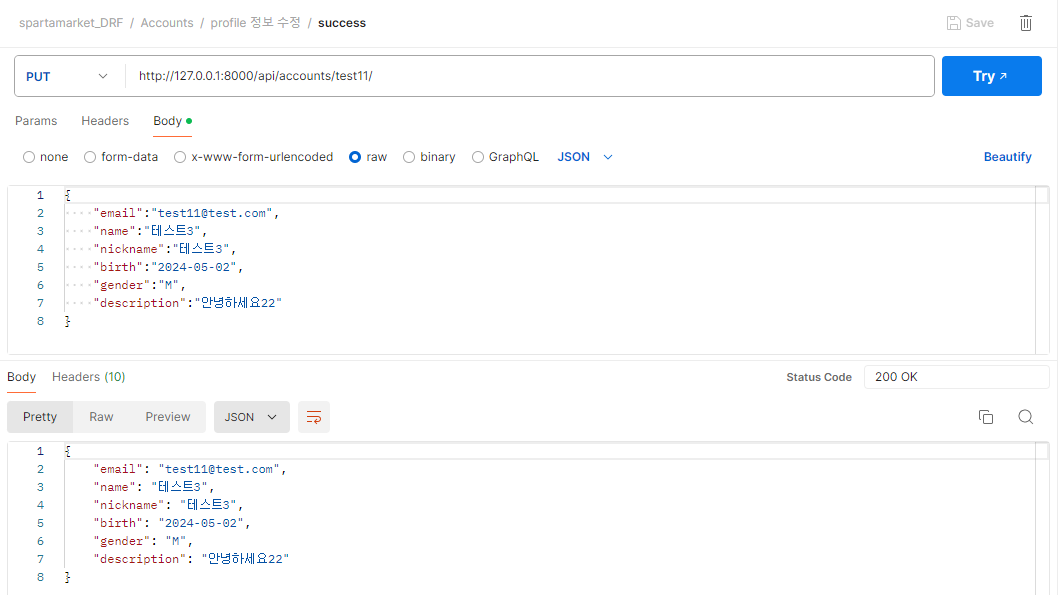 spartamarket_DRF / Accounts / profile 정보 수정 / success
Save
PUT
http://127.0.0.1:8000/api/accounts/test11/
Try
Params
Headers
Body
none
form-data
x-www-form-urlencoded
raw
binary
GraphQL
JSON
Beautify
1 {
2 "email":"test11@test.com",
3 "name":"테스트3",
4 "nickname":"테스트3",
5 "birth":"2024-05-02",
6 "gender":"M",
7 "description":"안녕하세요22"
8 }
Body
Headers (10)
Status Code
200 OK
Pretty
Raw
Preview
JSON
1 {
2 "email": "test11@test.com",
3 "name": "테스트3",
4 "nickname": "테스트3",
5 "birth": "2024-05-02",
6 "gender": "M",
7 "description": "안녕하세요22"
8 }